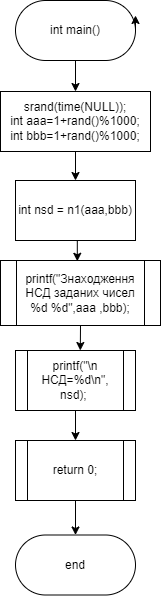 int main()
srand(time(NULL));
int aaa=1+rand()%1000;
int bbb=1+rand()%1000;
int nsd = n1(aaa,bbb)
printf("Знаходження
НСД заданих чисел
%d %d",aaa ,bbb);
printf("\n
НСД=%d\n",
nsd);
return 0;
end